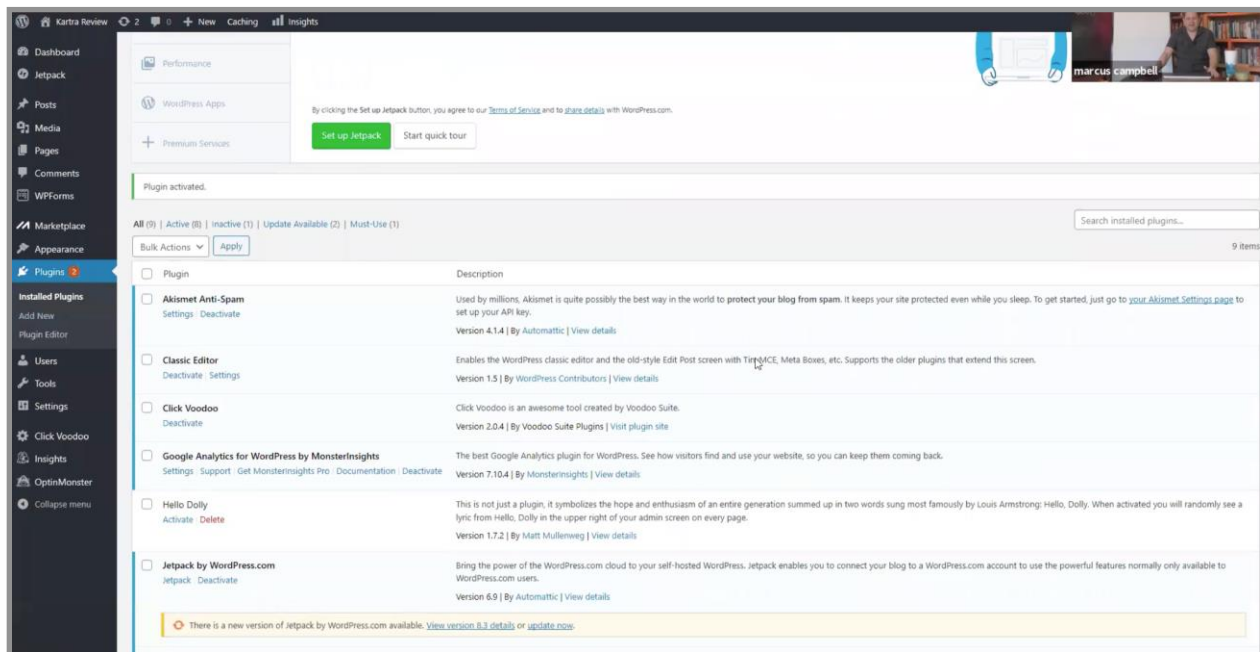 Kartra Review 2 0 + New Caching Insights
marcus campbell
Dashboard
Jetpack
Posts
Media
Pages
Comments
WPForms
Marketplace
Appearance
Plugins 2
Installed Plugins
Add New
Plugin Editor
Users
Tools
Settings
Click Voodoo
Insights
OptinMonster
Collapse menu
Performance
WordPress Apps
Premium Services
By clicking the Set up Jetpack button, you agree to our Terms of Service and to share details with WordPress.com.
Set up Jetpack Start quick tour
Plugin activated.
All (9) | Active (8) | Inactive (1) | Update Available (2) | Must-Use (1)
Search installed plugins...
Bulk Actions Apply
9 items
Plugin Description
Akismet Anti-Spam
Settings | Deactivate
Used by millions, Akismet is quite possibly the best way in the world to protect your blog from spam. It keeps your site protected even while you sleep. To get started, just go to your Akismet Settings page to
set up your API key.
Version 4.1.4 | By Automattic | View details
Classic Editor
Deactivate | Settings
Enables the WordPress classic editor and the old-style Edit Post screen with TinyMCE, Meta Boxes, etc. Supports the older plugins that extend this screen.
Version 1.5 | By WordPress Contributors | View details
Click Voodoo
Deactivate
Click Voodoo is an awesome tool created by Voodoo Suite.
Version 2.0.4 | By Voodoo Suite Plugins | Visit plugin site
Google Analytics for WordPress by MonsterInsights
Settings | Support | Get MonsterInsights Pro | Documentation | Deactivate
The best Google Analytics plugin for WordPress. See how visitors find and use your website, so you can keep them coming back.
Version 7.10.4 | By MonsterInsights | View details
Hello Dolly
Activate | Delete
This is not just a plugin, it symbolizes the hope and enthusiasm of an entire generation summed up in two words sung most famously by Louis Armstrong: Hello, Dolly. When activated you will randomly see a
lyric from Hello, Dolly in the upper right of your admin screen on every page.
Version 1.7.2 | By Matt Mullenweg | View details
Jetpack by WordPress.com
Jetpack | Deactivate
Bring the power of the WordPress.com cloud to your self-hosted WordPress. Jetpack enables you to connect your blog to a WordPress.com account to use the powerful features normally only available to
WordPress.com users.
Version 6.9 | By Automattic | View details
There is a new version of Jetpack by WordPress.com available. View version 8.3 details or update now.